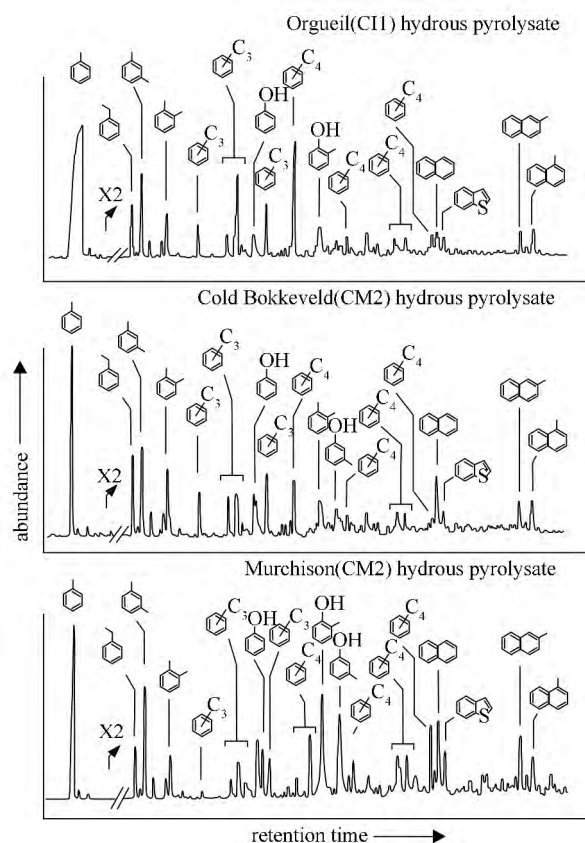 Orgueil(CI1) hydrous pyrolysate
X2
C3
C3
OH
C3
C4
OH
C4
C4
C4
S
Cold Bokkeveld(CM2) hydrous pyrolysate
X2
C3
C3
OH
C3
C4
OH
C4
C4
C4
S
abundance
Murchison(CM2) hydrous pyrolysate
X2
C3
C3
OH
C3
C4
OH
OH
C4
C4
C4
S
retention time